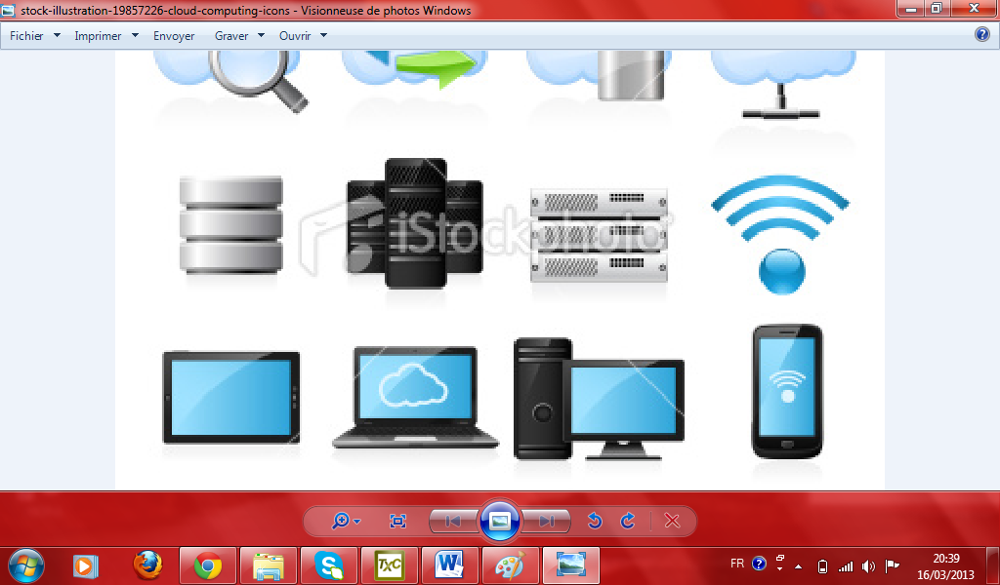 stock-illustration-19857226-cloud-computing-icons - Visionneuse de photos Windows
Fichier Imprimer Envoyer Graver Ouvrir
iStockphoto
TXC
W
FR
20:39
16/03/2013